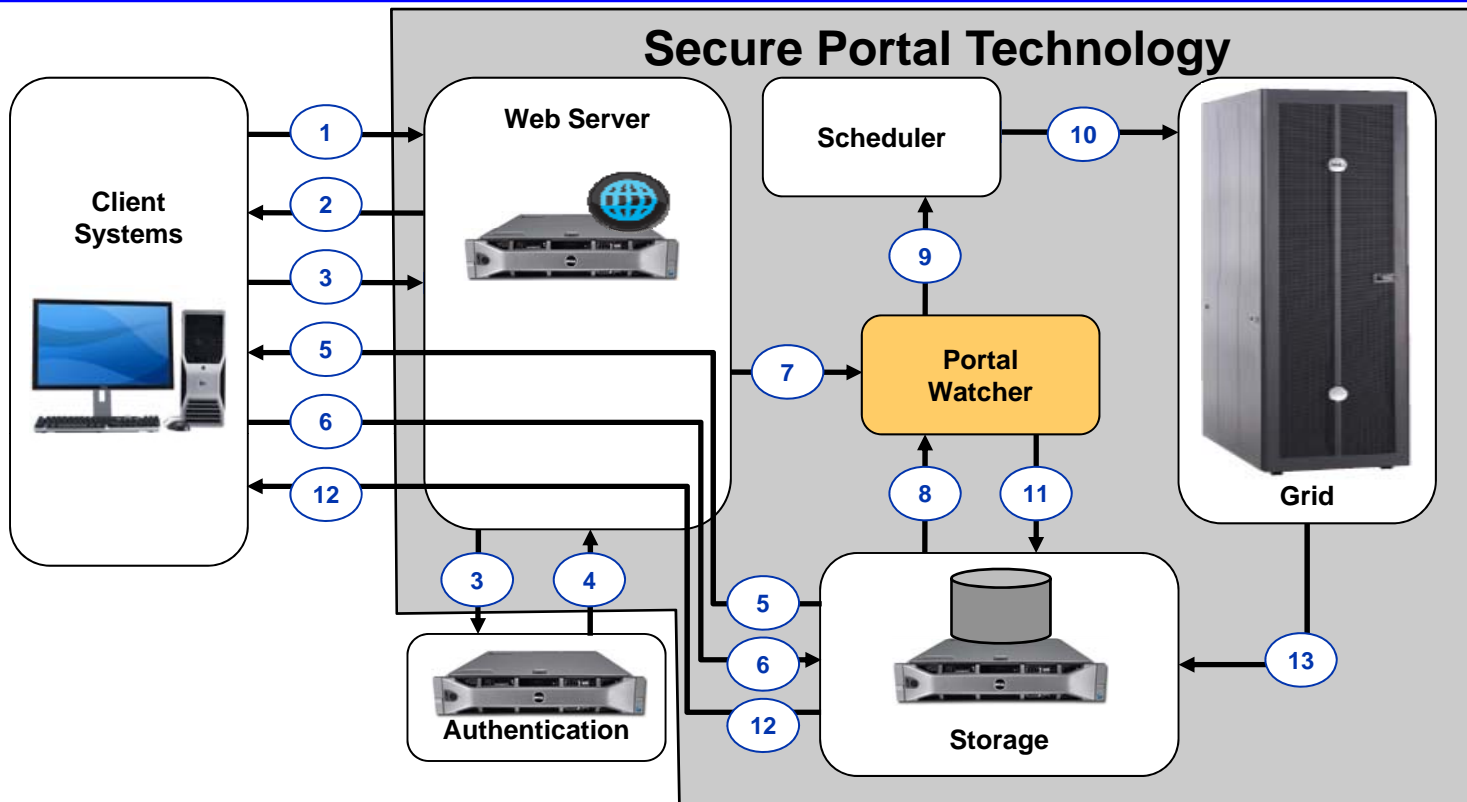 Secure Portal Technology
Client
Systems
Web Server
Scheduler
Portal
Watcher
Grid
Authentication
Storage
1
2
3
5
6
12
7
9
10
8
11
3
4
5
6
12
13